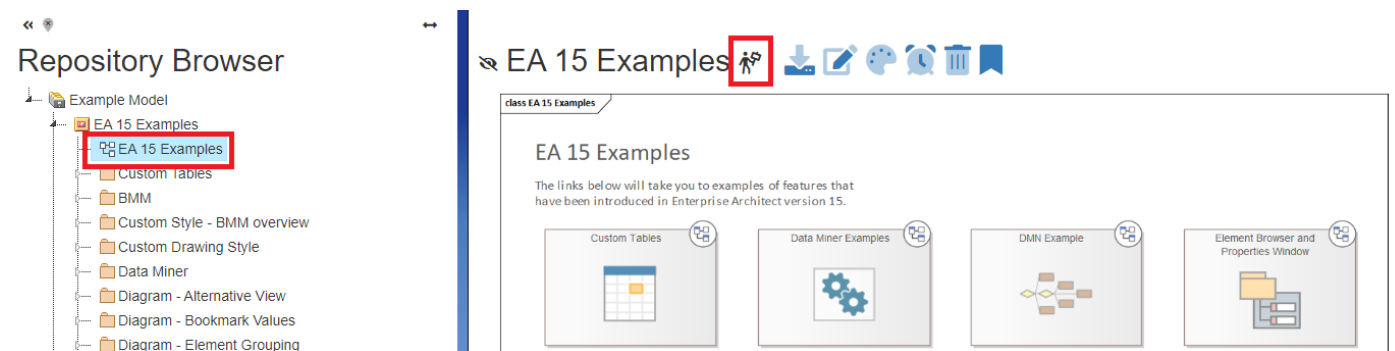 Repository Browser
Example Model
EA 15 Examples
EA 15 Examples
Custom Tables
BMM
Custom Style - BMM overview
Custom Drawing Style
Data Miner
Diagram - Alternative View
Diagram - Bookmark Values
Diagram - Element Grouping
EA 15 Examples
class EA 15 Examples
EA 15 Examples
The links below will take you to examples of features that
have been introduced in Enterprise Architect version 15.
Custom Tables
Data Miner Examples
DMN Example
Element Browser and
Properties Window